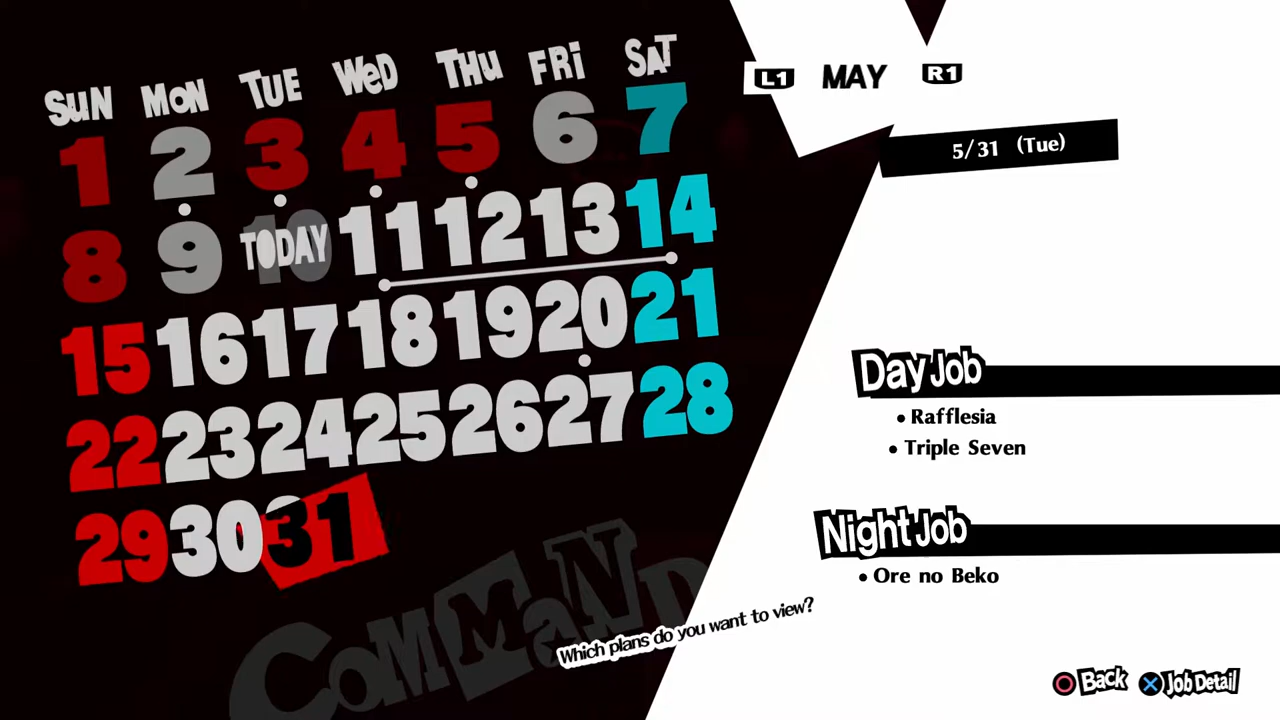 SUN MON TUE WED THU FRI SAT
1 2 3 4 5 6 7
8 9 10 TODAY 11 12 13 14
15 16 17 18 19 20 21
22 23 24 25 26 27 28
29 30 31
COMMAND
Which plans do you want to view?
L1 MAY R1
5/31 (Tue)
Day Job
• Rafflesia
• Triple Seven
Night Job
• Ore no Beko
Back Job Detail